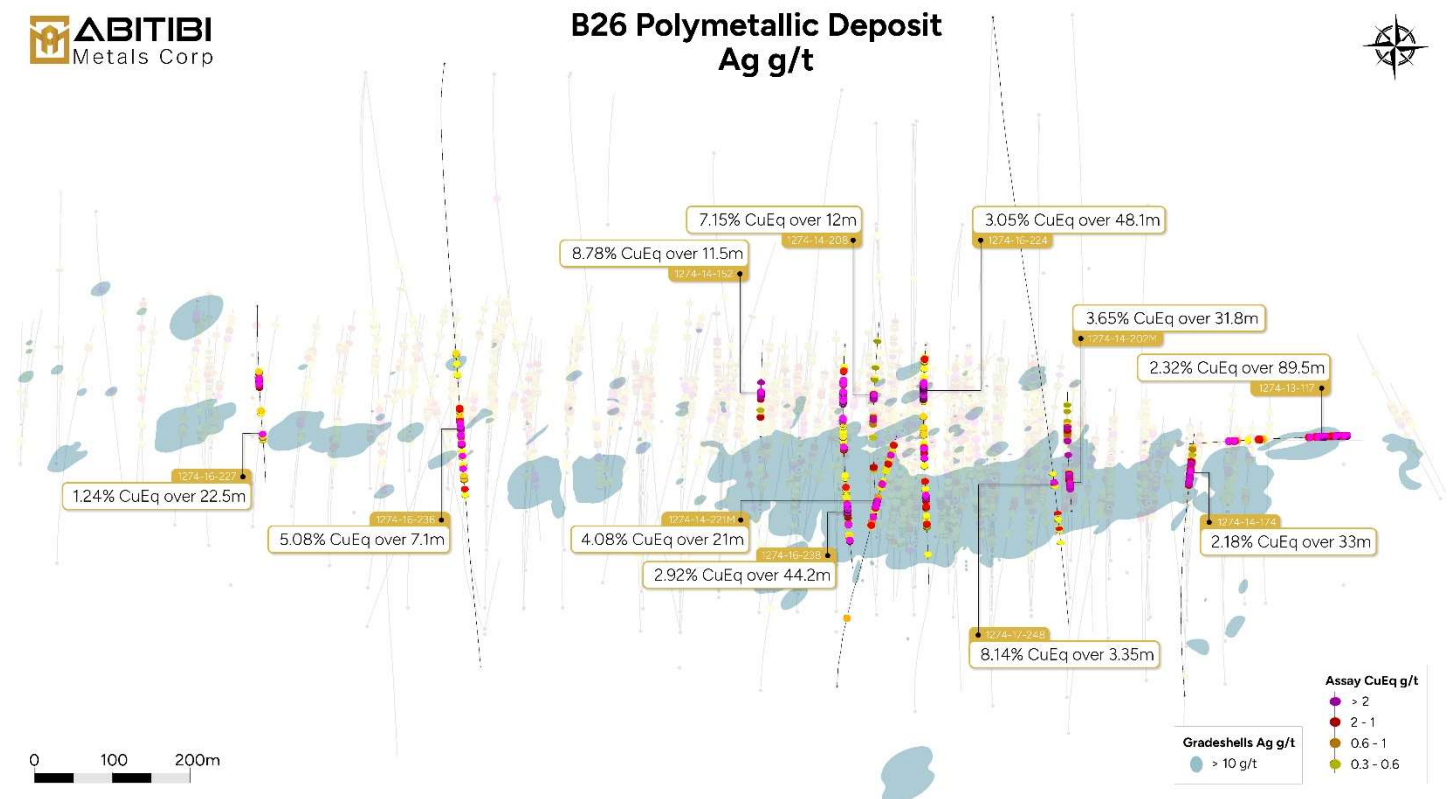 ABITIBI
Metals Corp
B26 Polymetallic Deposit
Ag g/t
7.15% CuEq over 12m
1274-14-208
3.05% CuEq over 48.1m
1274-16-224
8.78% CuEq over 11.5m
1274-14-152
3.65% CuEq over 31.8m
1274-14-202M
2.32% CuEq over 89.5m
1274-13-117
1274-16-227
1.24% CuEq over 22.5m
1274-16-236
5.08% CuEq over 7.1m
1274-14-221M
4.08% CuEq over 21m
1274-16-238
2.92% CuEq over 44.2m
1274-14-174
2.18% CuEq over 33m
1274-17-248
8.14% CuEq over 3.35m
0 100 200m
Gradeshells Ag g/t
> 10 g/t
Assay CuEq g/t
> 2
2 - 1
0.6 - 1
0.3 - 0.6